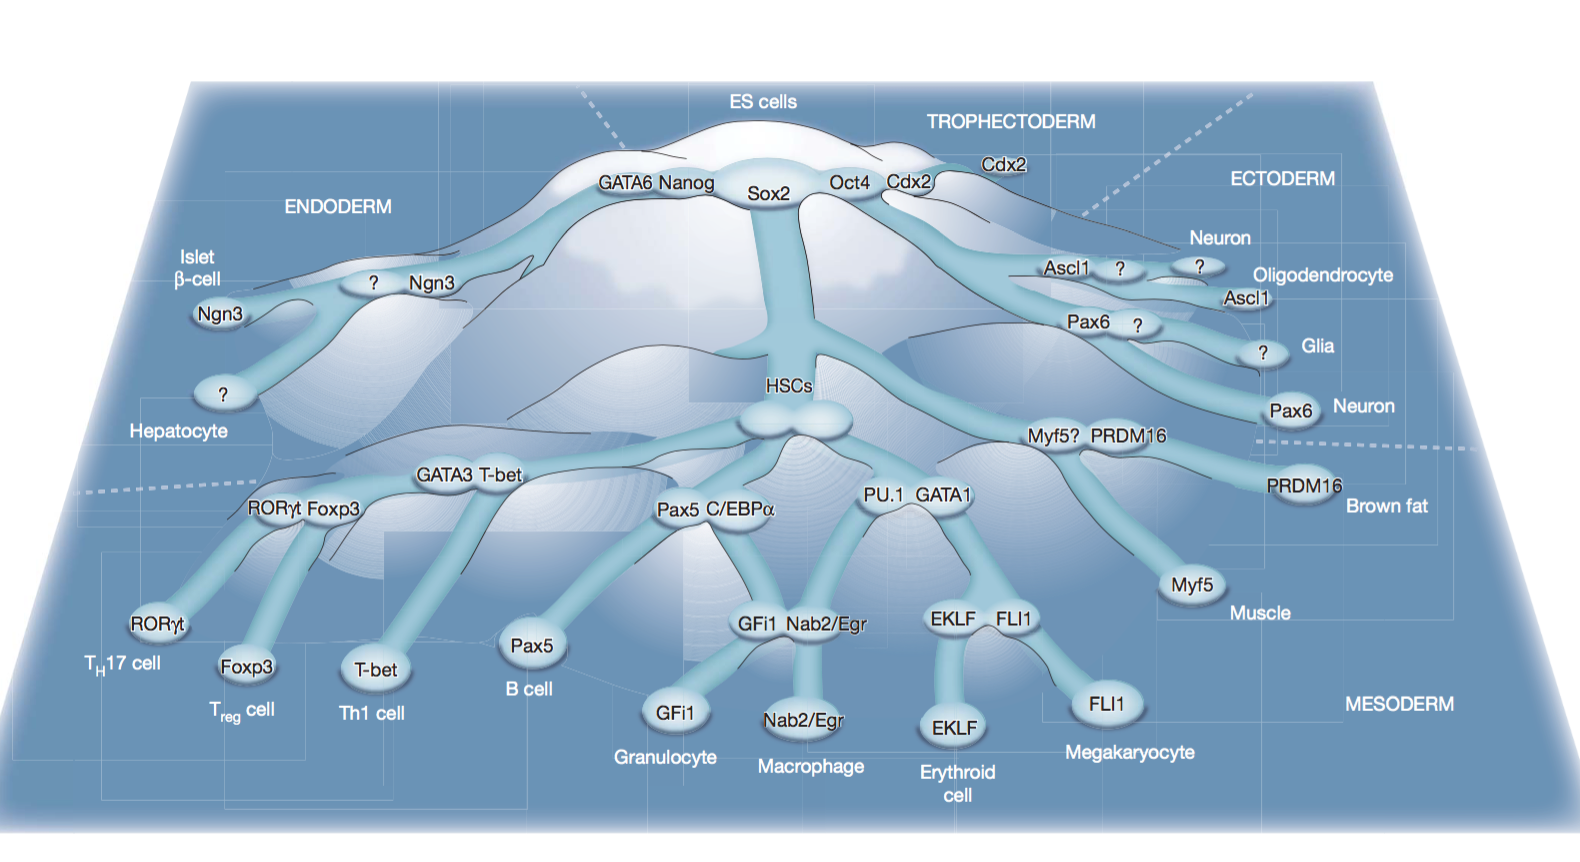 ES cells
TROPHECTODERM
Cdx2
GATA6 Nanog Sox2 Oct4 Cdx2
ECTODERM
ENDODERM
Neuron
Islet
β-cell
Ascl1 ? ?
Oligodendrocyte
? Ngn3
Ascl1
Ngn3
Pax6 ?
Glia
?
HSCs
?
Pax6 Neuron
Hepatocyte
Myf5? PRDM16
GATA3 T-bet
PRDM16
Brown fat
RORγt Foxp3
Pax5 C/EBPα
PU.1 GATA1
Myf5
Muscle
RORγt
GFi1 Nab2/Egr
EKLF FLI1
TH17 cell
Foxp3
T-bet
Pax5
B cell
Treg cell
Th1 cell
GFi1
Nab2/Egr
EKLF
FLI1
MESODERM
Granulocyte
Macrophage
Erythroid
cell
Megakaryocyte